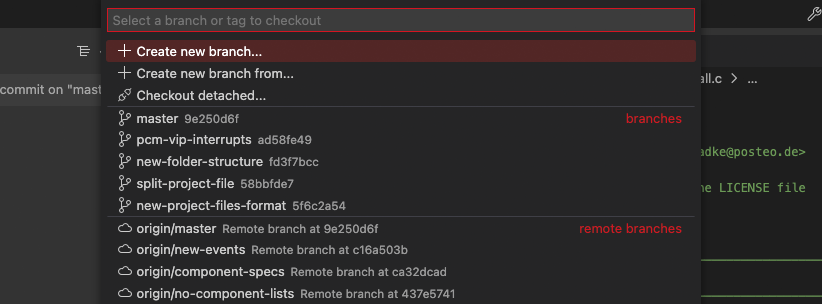 Select a branch or tag to checkout
Create new branch...
commit on "mast
Create new branch from...
all.c > ...
Checkout detached...
master 9e250d6f branches
pcm-vip-interrupts ad58fe49
adke@posteo.de>
new-folder-structure fd3f7bcc
split-project-file 58bbfde7
ne LICENSE file
new-project-files-format 5f6c2a54
origin/master Remote branch at 9e250d6f remote branches
origin/new-events Remote branch at c16a503b
origin/component-specs Remote branch at ca32dcad
origin/no-component-lists Remote branch at 437e5741